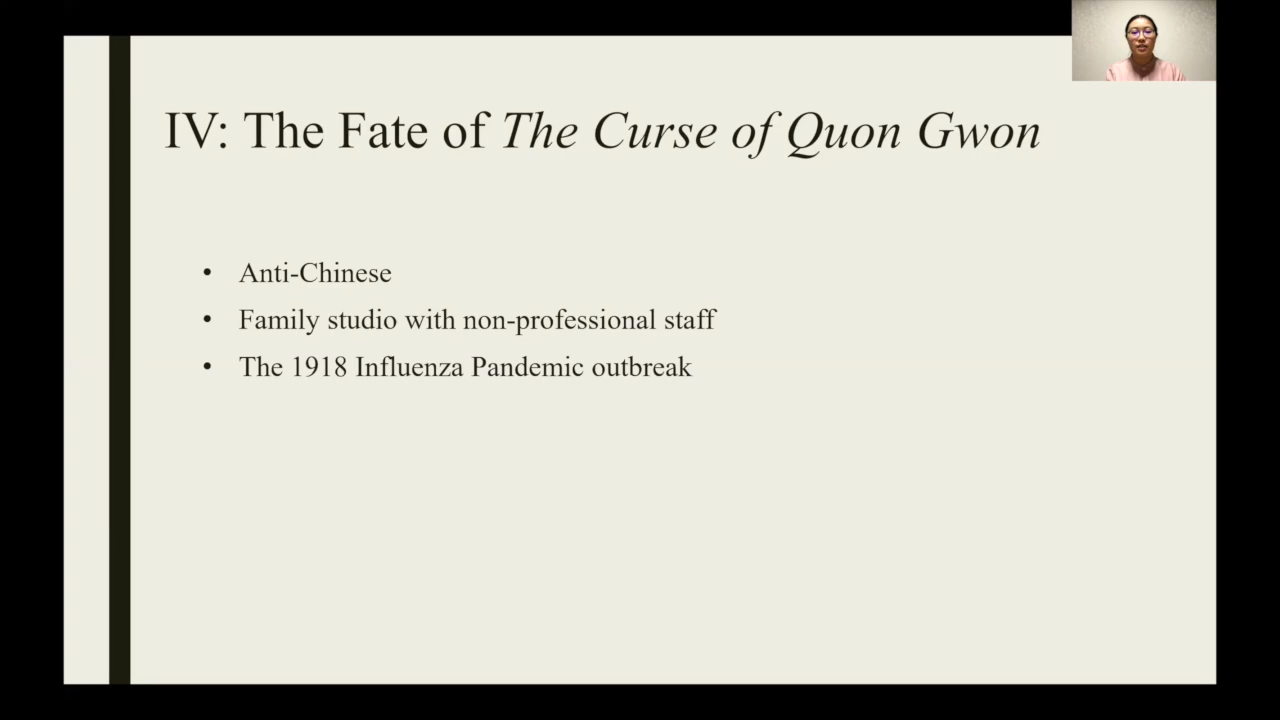 IV: The Fate of The Curse of Quon Gwon
• Anti-Chinese
• Family studio with non-professional staff
• The 1918 Influenza Pandemic outbreak